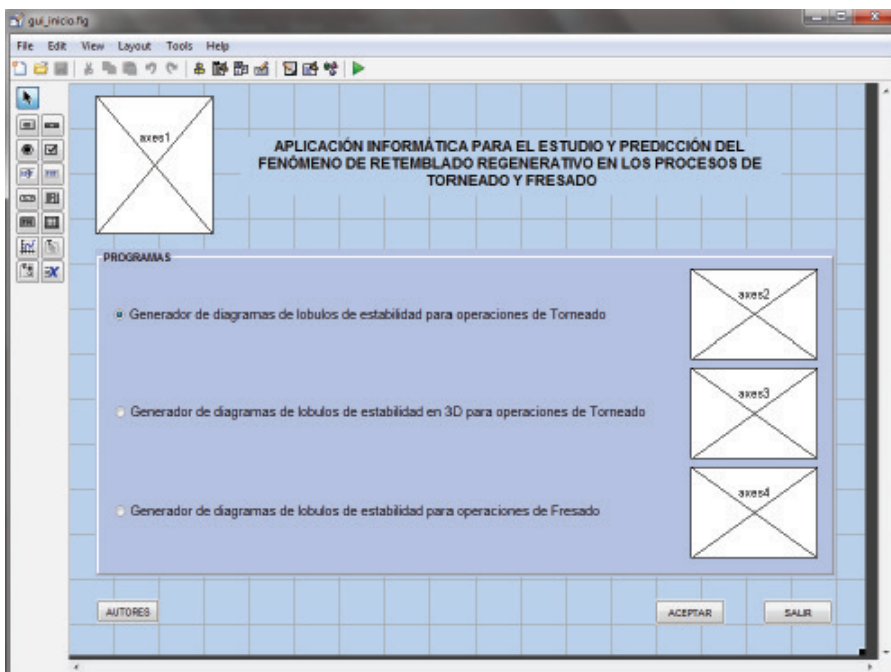 gui_inicio.fig
File Edit View Layout Tools Help
axes1
APLICACIÓN INFORMÁTICA PARA EL ESTUDIO Y PREDICCIÓN DEL
FENÓMENO DE RETEMBLADO REGENERATIVO EN LOS PROCESOS DE
TORNEADO Y FRESADO
PROGRAMAS
axes2
Generador de diagramas de lobulos de estabilidad para operaciones de Torneado
axes3
Generador de diagramas de lobulos de estabilidad en 3D para operaciones de Torneado
axes4
Generador de diagramas de lobulos de estabilidad para operaciones de Fresado
AUTORES
ACEPTAR
SALIR